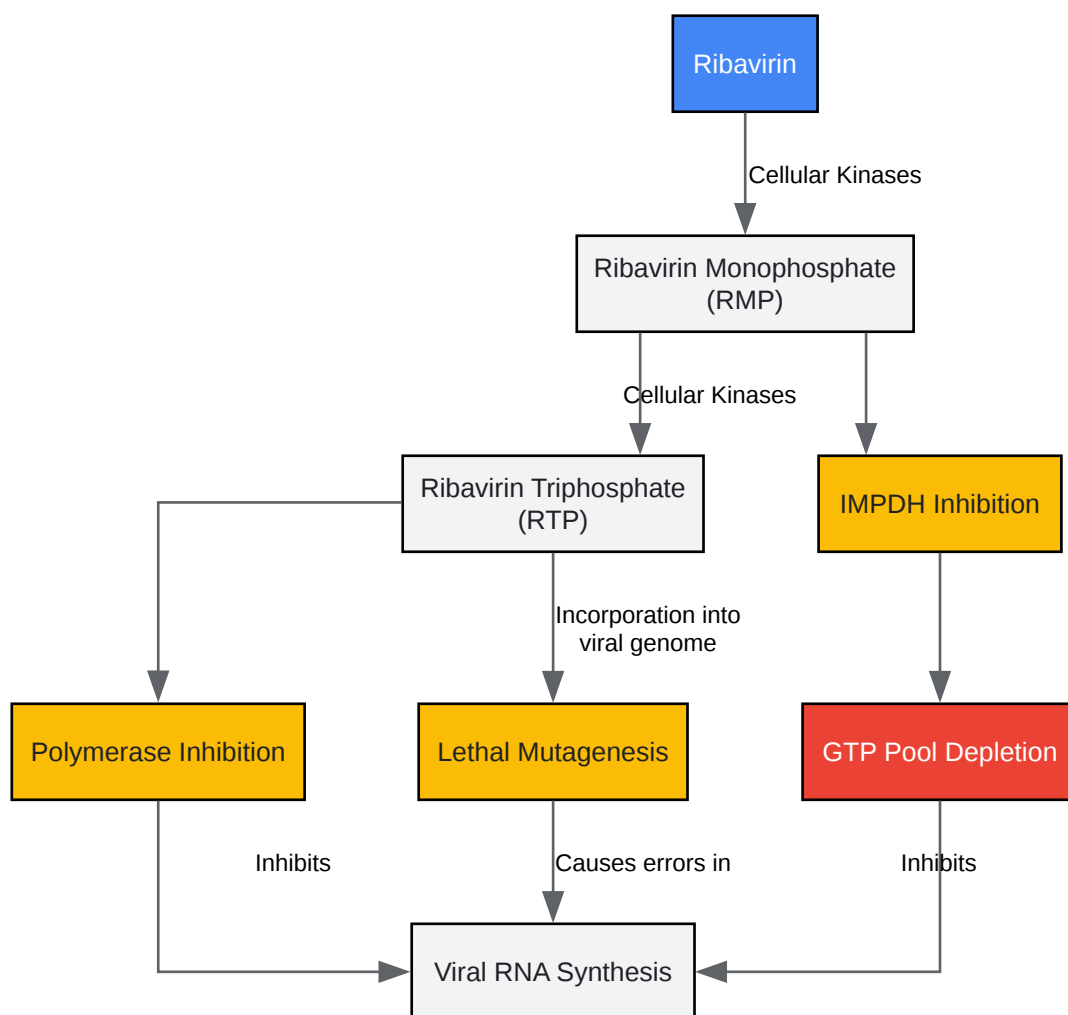 Ribavirin
Cellular Kinases
Ribavirin Monophosphate
(RMP)
Cellular Kinases
Ribavirin Triphosphate
(RTP)
IMPDH Inhibition
Incorporation into
viral genome
Polymerase Inhibition
Lethal Mutagenesis
GTP Pool Depletion
Inhibits
Causes errors in
Inhibits
Viral RNA Synthesis